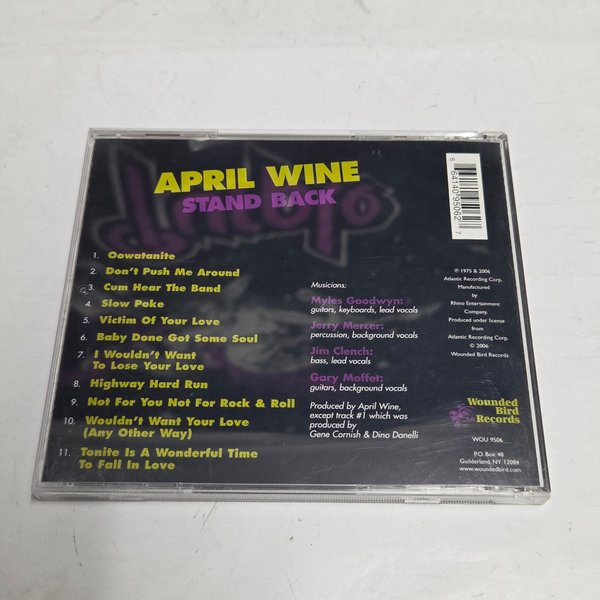 APRIL WINE
STAND BACK
1. Oowatanite
2. Don't Push Me Around
3. Cum Hear The Band
4. Slow Poke
5. Victim Of Your Love
6. Baby Done Got Some Soul
7. I Wouldn't Want
To Lose Your Love
8. Highway Hard Run
9. Not For You Not For Rock & Roll
10. Wouldn't Want Your Love
(Any Other Way)
11. Tonite Is A Wonderful Time
To Fall In Love
Musicians:
Myles Goodwyn:
guitars, keyboards, lead vocals
Jerry Mercer:
percussion, background vocals
Jim Clench:
bass, lead vocals
Gary Moffet:
guitars, background vocals
Produced by April Wine,
except track #1 which was
produced by
Gene Cornish & Dino Danelli
6 64140 95062 7
© 1975 & 2006
Atlantic Recording Corp.
Manufactured
by
Rhino Entertainment
Company.
Produced under license
from
Atlantic Recording Corp.
© 2006
Wounded Bird Records
Wounded
Bird
Records
WOU 9506
P.O. Box 48
Guilderland, NY 12084
www.woundedbird.com